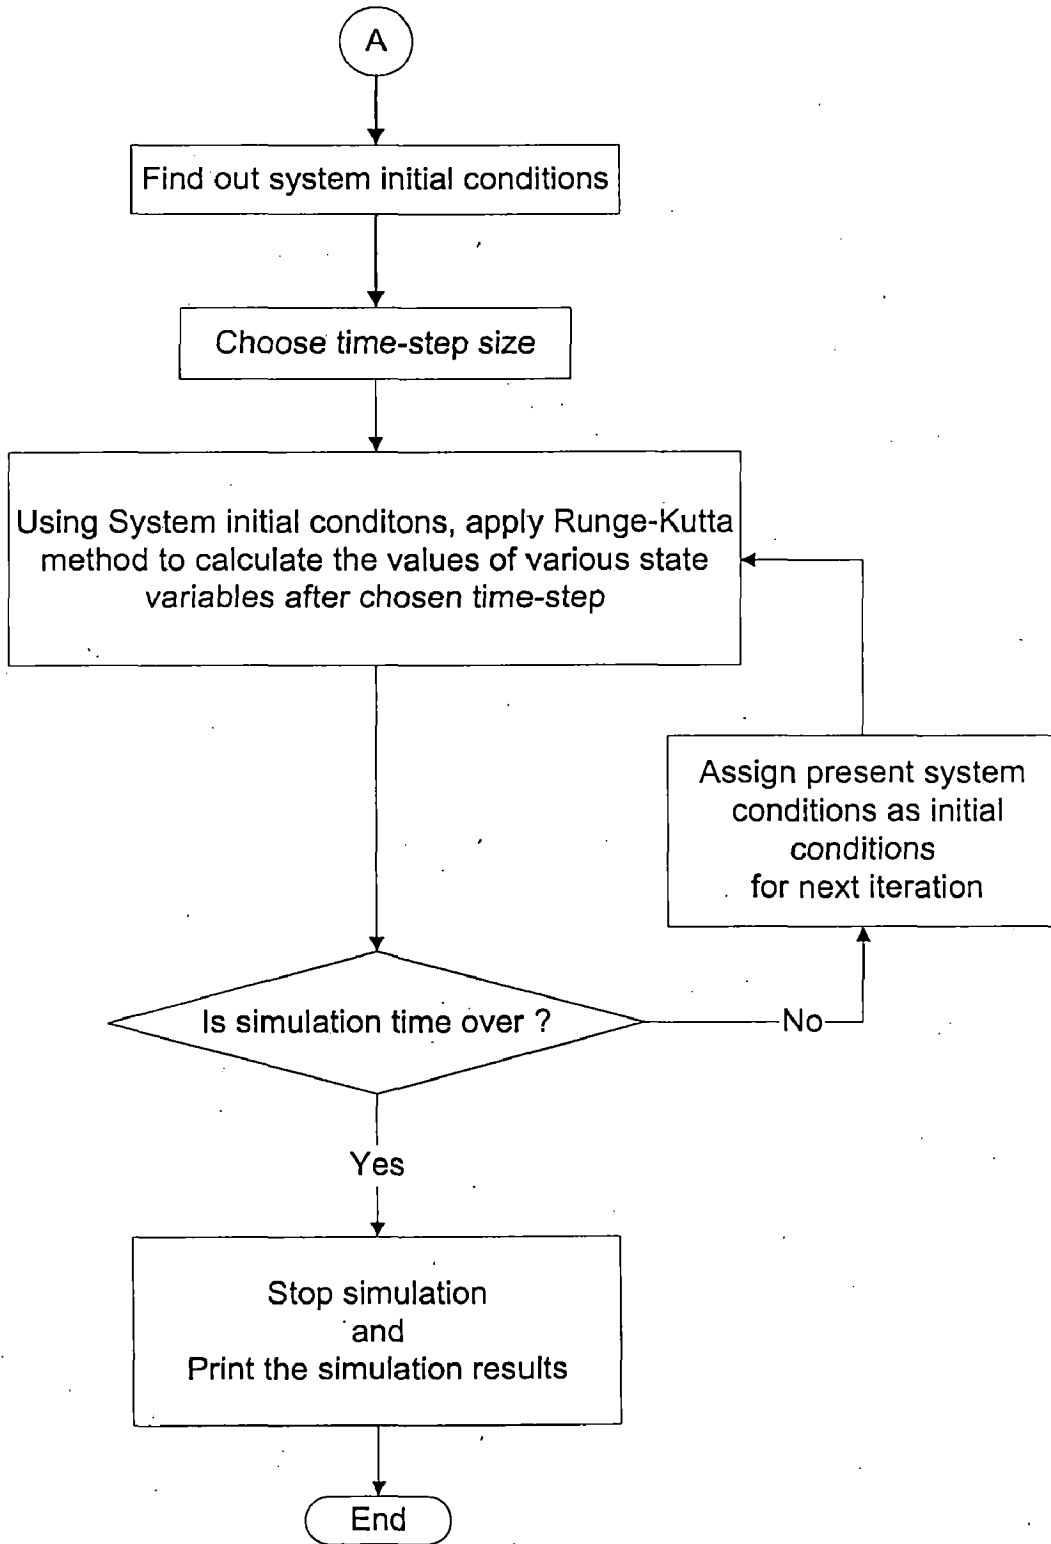 A
Find out system initial conditions
Choose time-step size
Using System initial conditons, apply Runge-Kutta
method to calculate the values of various state
variables after chosen time-step
Assign present system
conditions as initial
conditions
for next iteration
Is simulation time over ?
No
Yes
Stop simulation
and
Print the simulation results
End